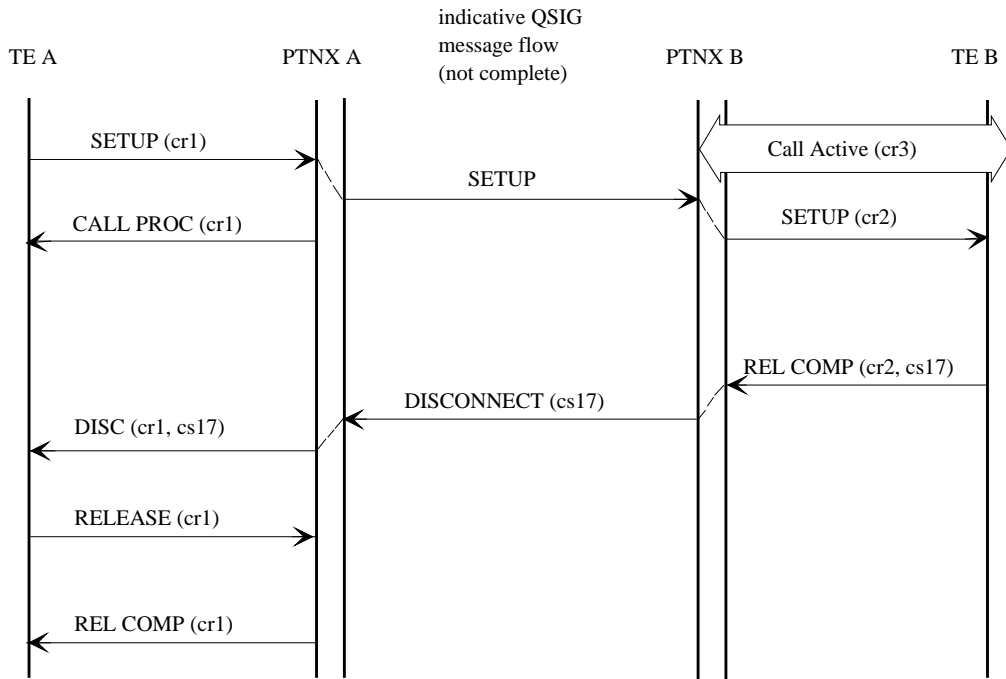 indicative QSIG
message flow
(not complete)
TE A
PTNX A
PTNX B
TE B
SETUP (cr1)
Call Active (cr3)
SETUP
CALL PROC (cr1)
SETUP (cr2)
REL COMP (cr2, cs17)
DISCONNECT (cs17)
DISC (cr1, cs17)
RELEASE (cr1)
REL COMP (cr1)